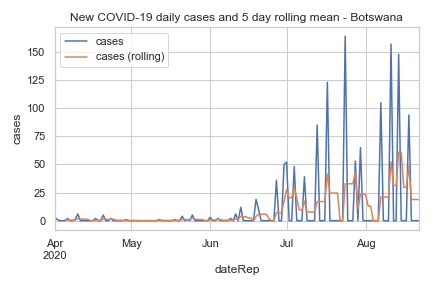 New COVID-19 daily cases and 5 day rolling mean - Botswana
cases
cases (rolling)
150
125
100
75
50
25
0
cases
Apr
2020
May
Jun
Jul
Aug
dateRep